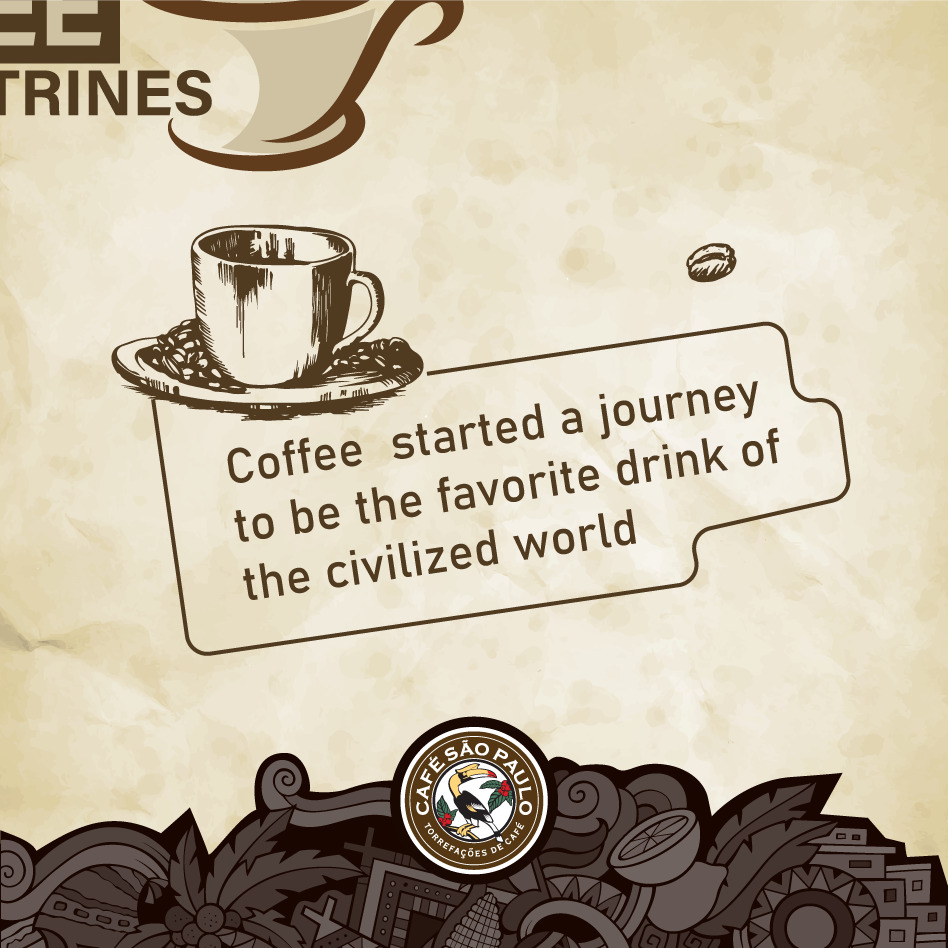 EE
TRINES
Coffee started a journey
to be the favorite drink of
the civilized world
CAFÉ SÃO PAULO
TORREFAÇÕES DE CAFÉ